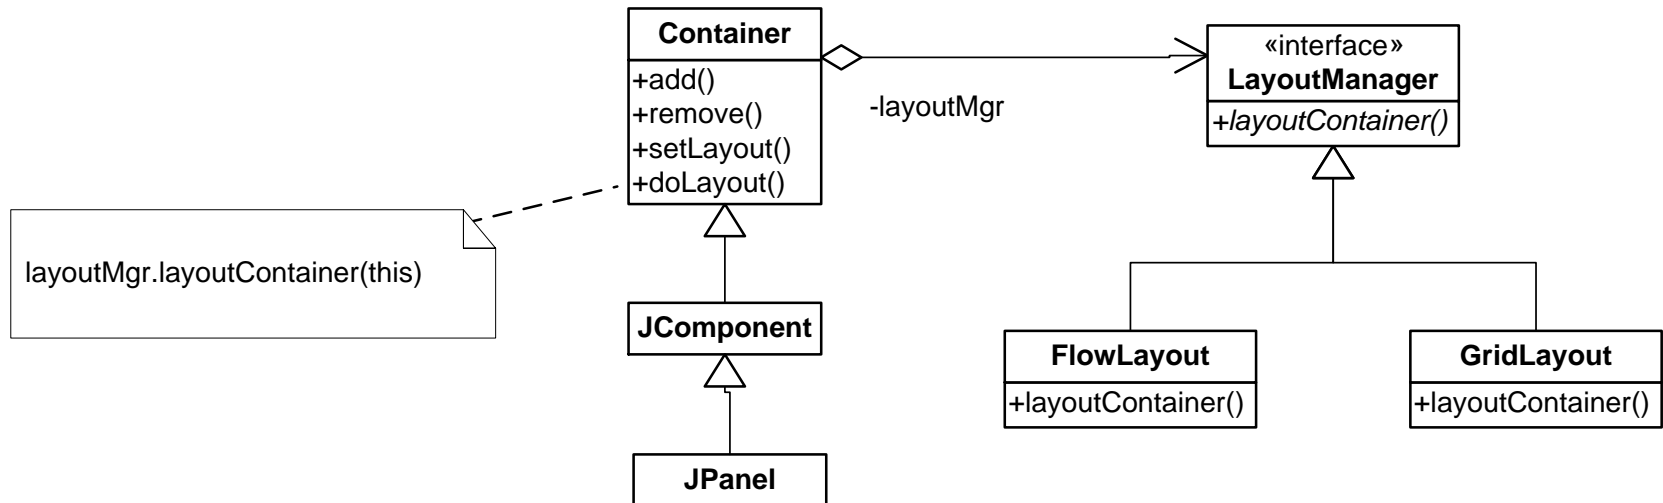 Container
+add()
+remove()
+setLayout()
+doLayout()
-layoutMgr
«interface»
LayoutManager
+layoutContainer()
layoutMgr.layoutContainer(this)
JComponent
JPanel
FlowLayout
+layoutContainer()
GridLayout
+layoutContainer()